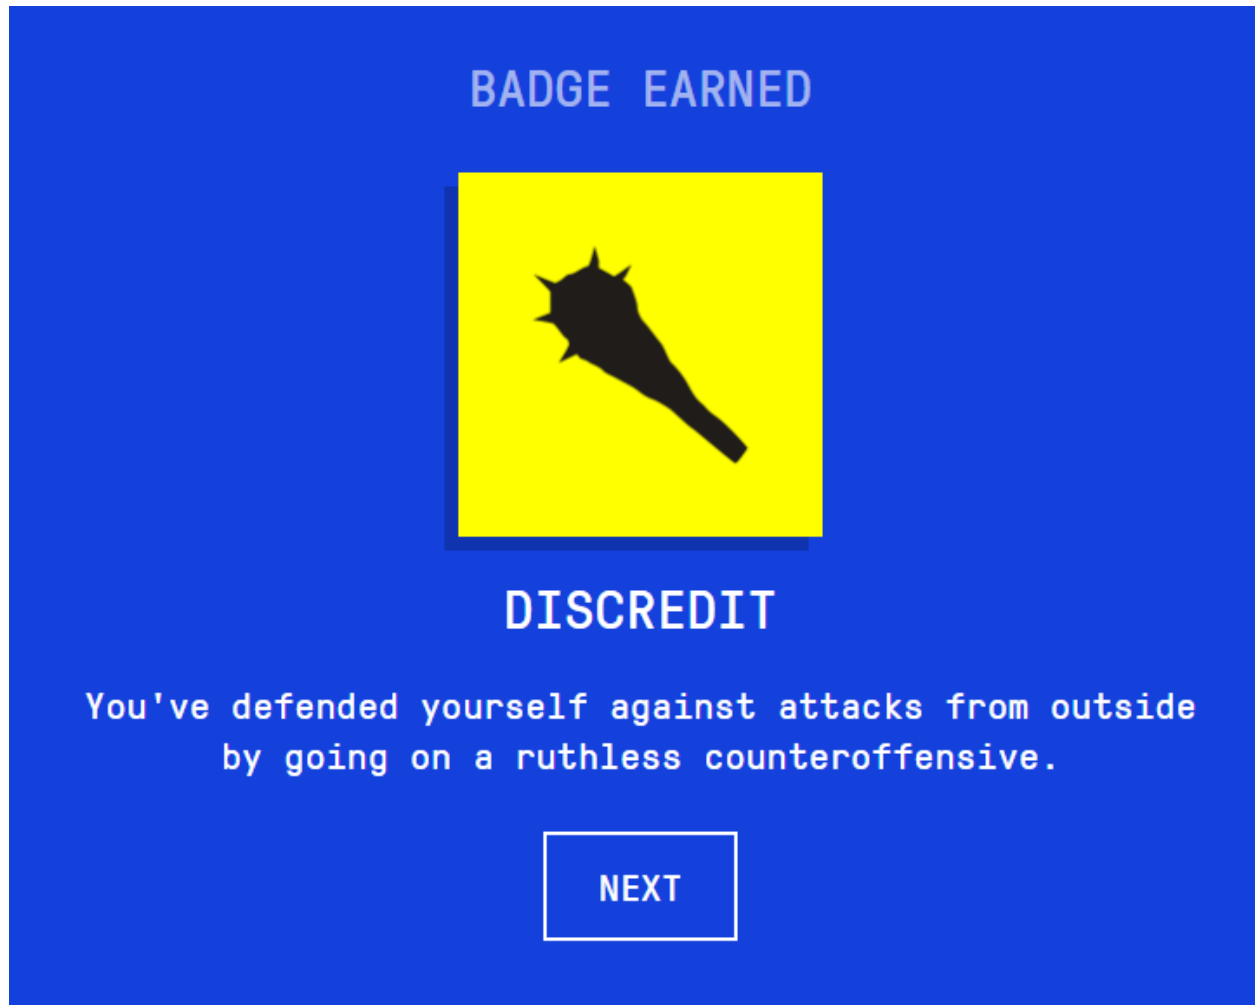 BADGE EARNED
DISCREDIT
You've defended yourself against attacks from outside
by going on a ruthless counteroffensive.
NEXT